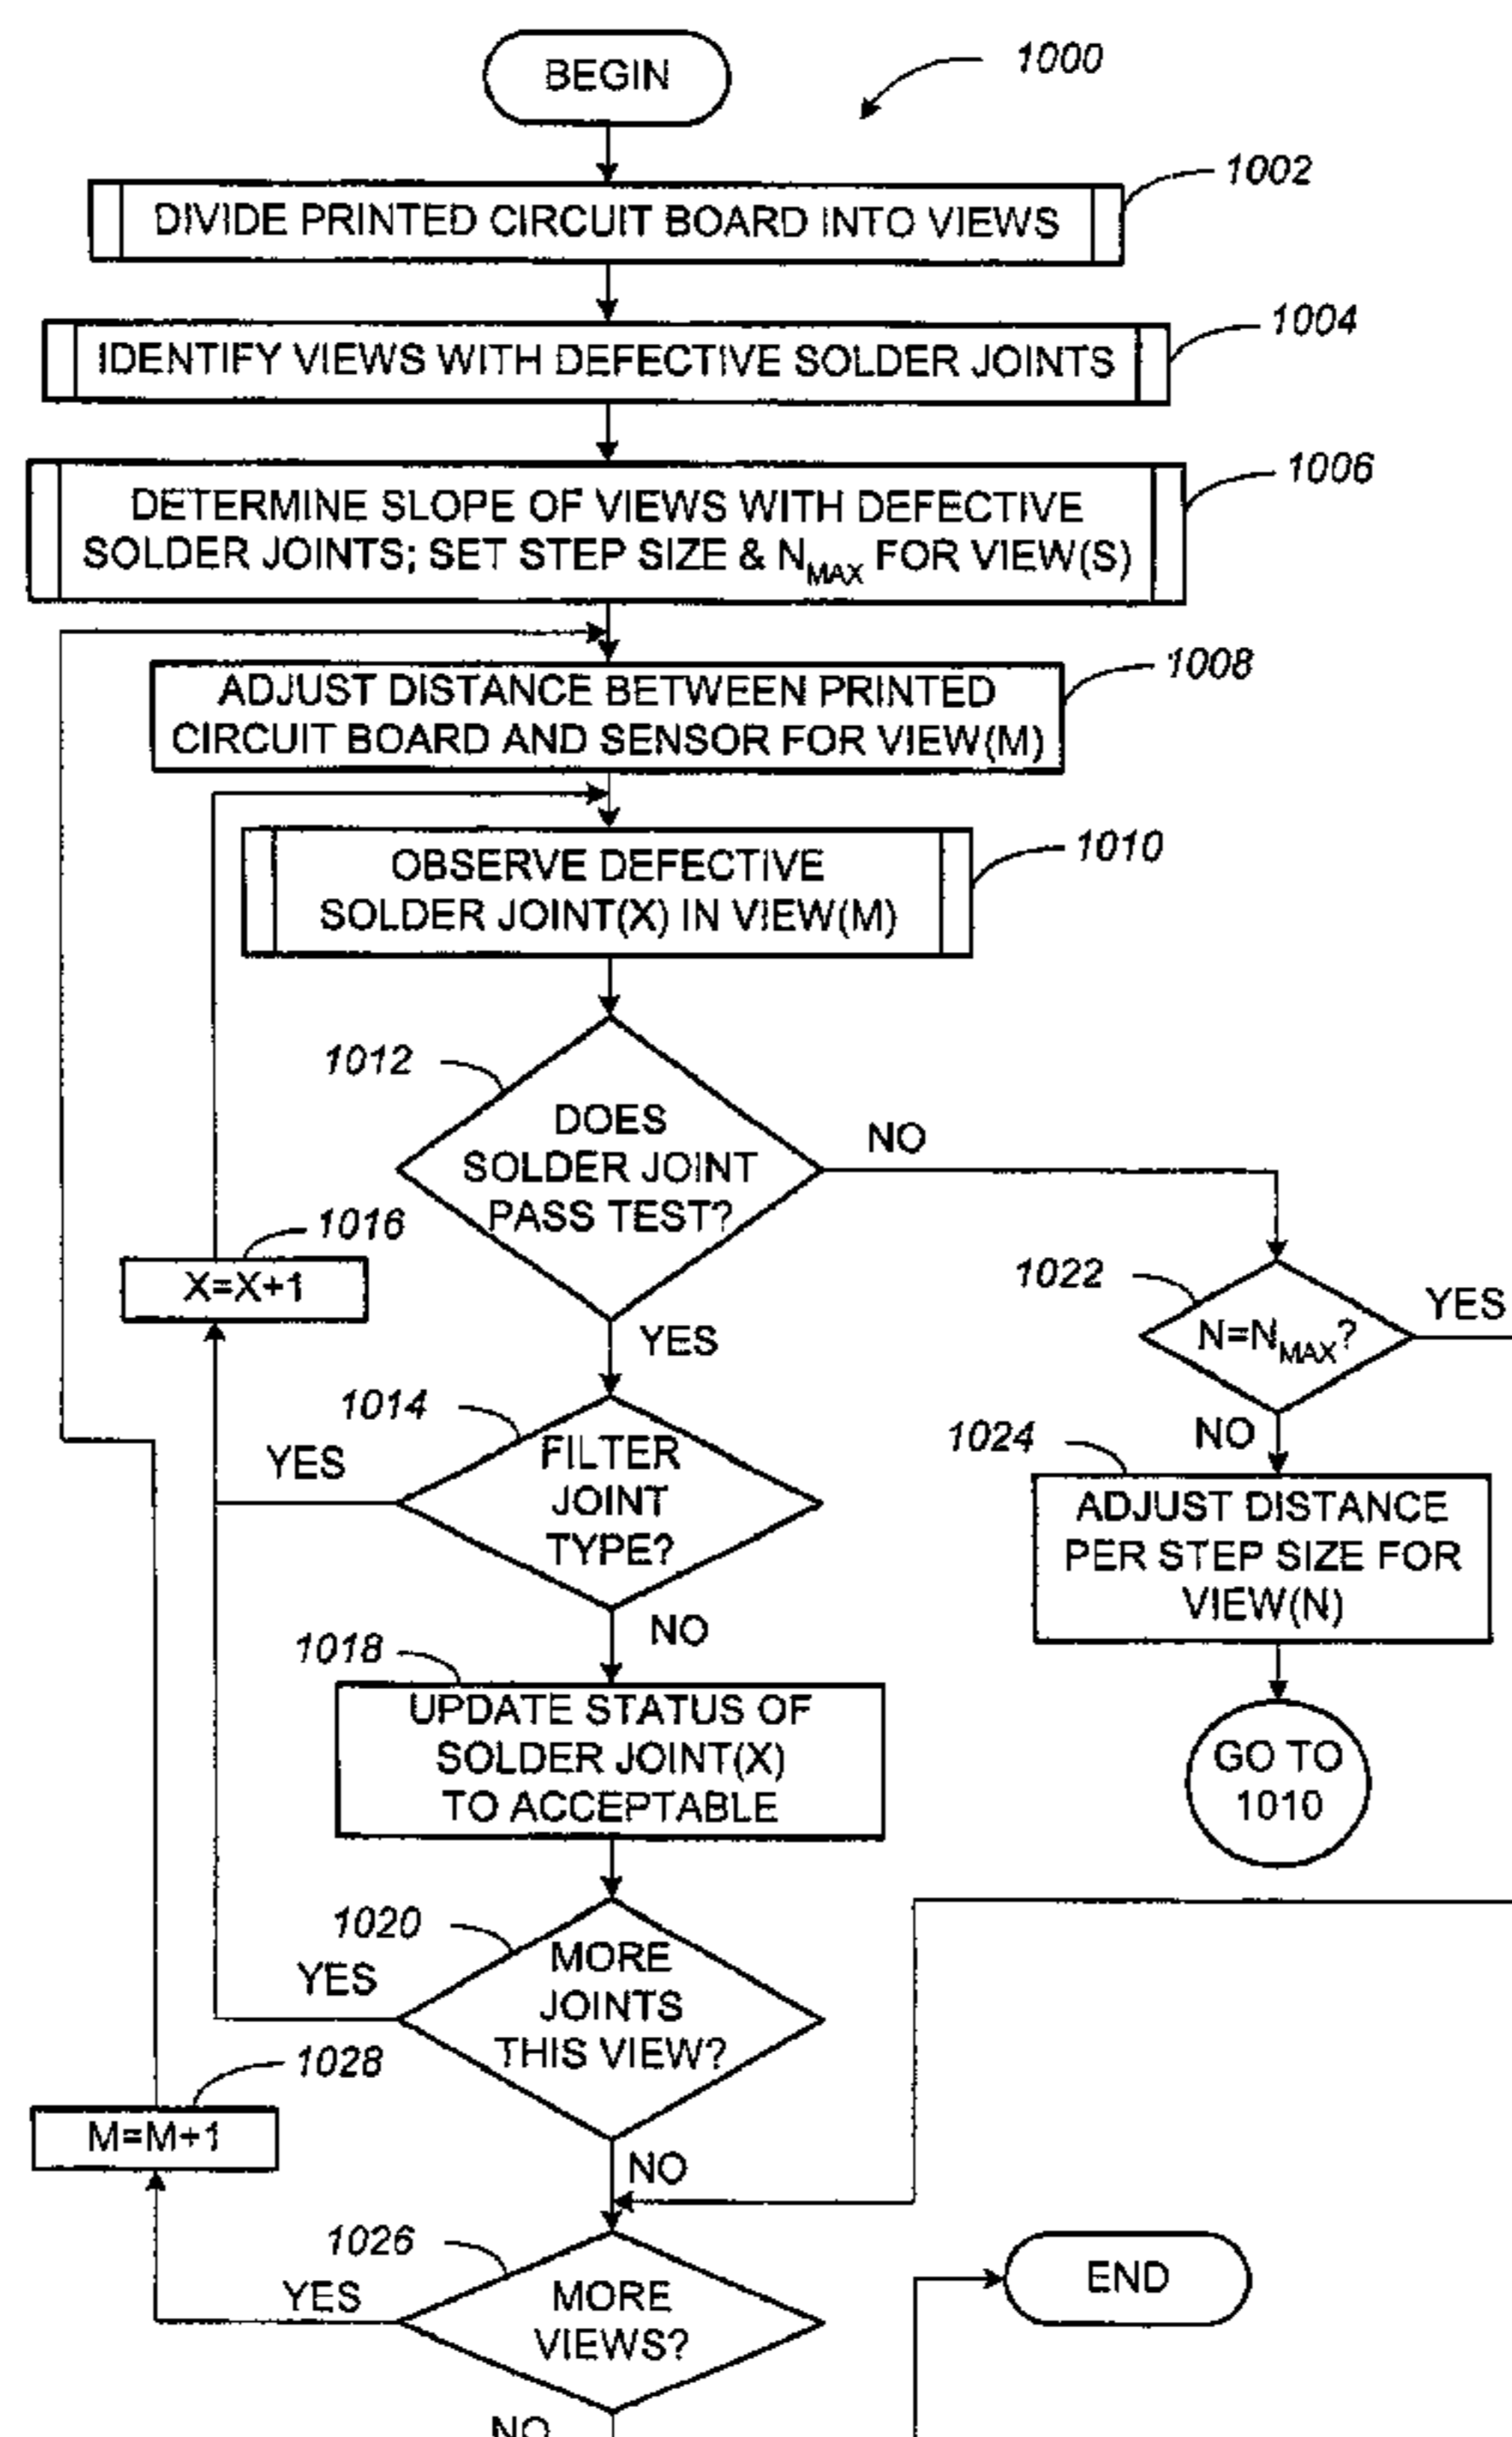 BEGIN
1000
1002
DIVIDE PRINTED CIRCUIT BOARD INTO VIEWS
1004
IDENTIFY VIEWS WITH DEFECTIVE SOLDER JOINTS
1006
DETERMINE SLOPE OF VIEWS WITH DEFECTIVE
SOLDER JOINTS; SET STEP SIZE & NMAX FOR VIEW(S)
1008
ADJUST DISTANCE BETWEEN PRINTED
CIRCUIT BOARD AND SENSOR FOR VIEW(M)
1010
OBSERVE DEFECTIVE
SOLDER JOINT(X) IN VIEW(M)
1012
DOES
SOLDER JOINT
PASS TEST?
NO
1016
X=X+1
YES
1022
N=NMAX?
YES
1014
FILTER
JOINT
TYPE?
YES
NO
1024
NO
ADJUST DISTANCE
PER STEP SIZE FOR
VIEW(N)
1018
UPDATE STATUS OF
SOLDER JOINT(X)
TO ACCEPTABLE
GO TO
1010
1020
MORE
JOINTS
THIS VIEW?
YES
1028
M=M+1
NO
1026
MORE
VIEWS?
YES
END
NO